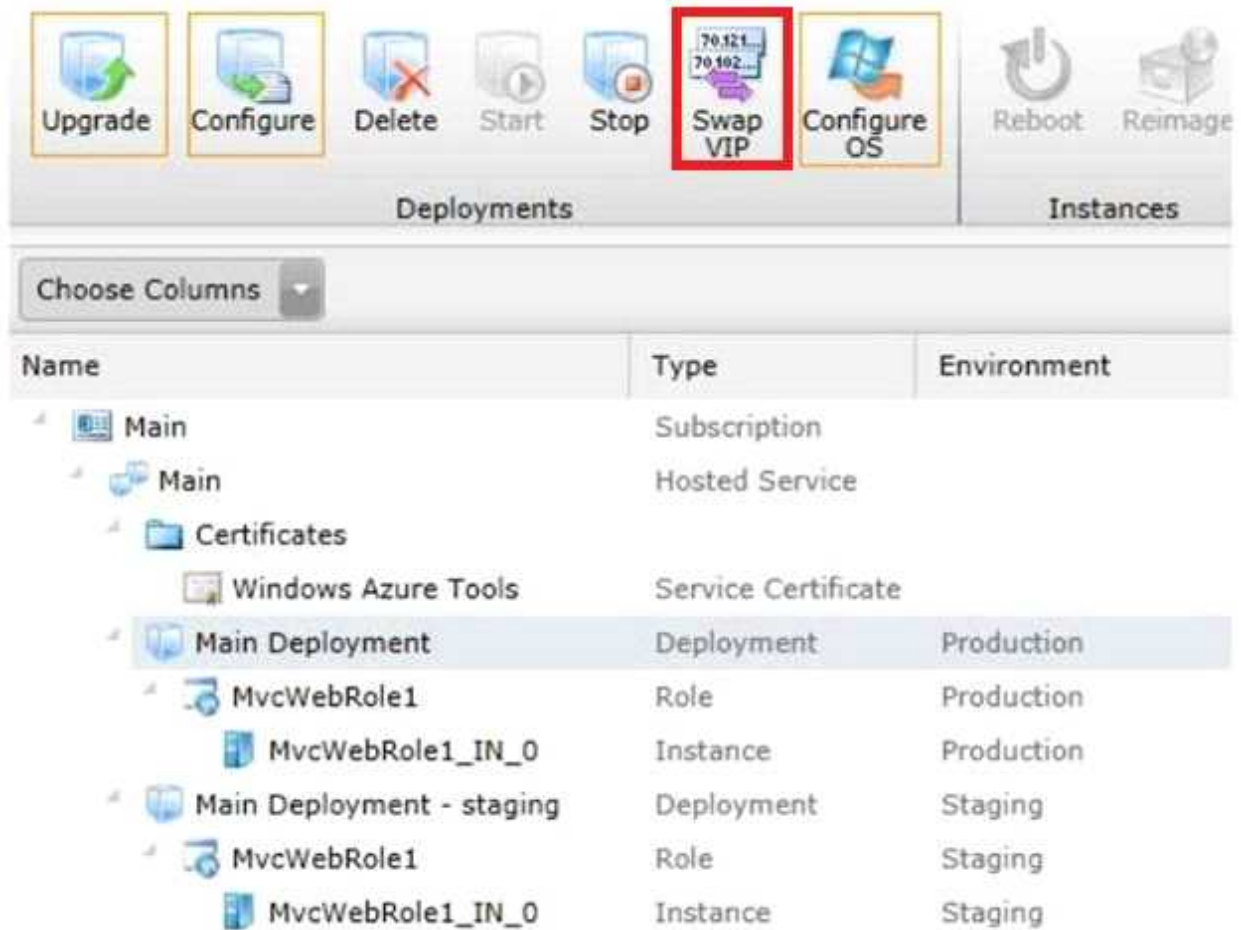 70.121...
70.102...
Upgrade Configure Delete Start Stop Swap VIP Configure OS Reboot Reimage
Deployments Instances
Choose Columns
Name Type Environment
Main Subscription
Main Hosted Service
Certificates
Windows Azure Tools Service Certificate
Main Deployment Deployment Production
MvcWebRole1 Role Production
MvcWebRole1_IN_0 Instance Production
Main Deployment - staging Deployment Staging
MvcWebRole1 Role Staging
MvcWebRole1_IN_0 Instance Staging